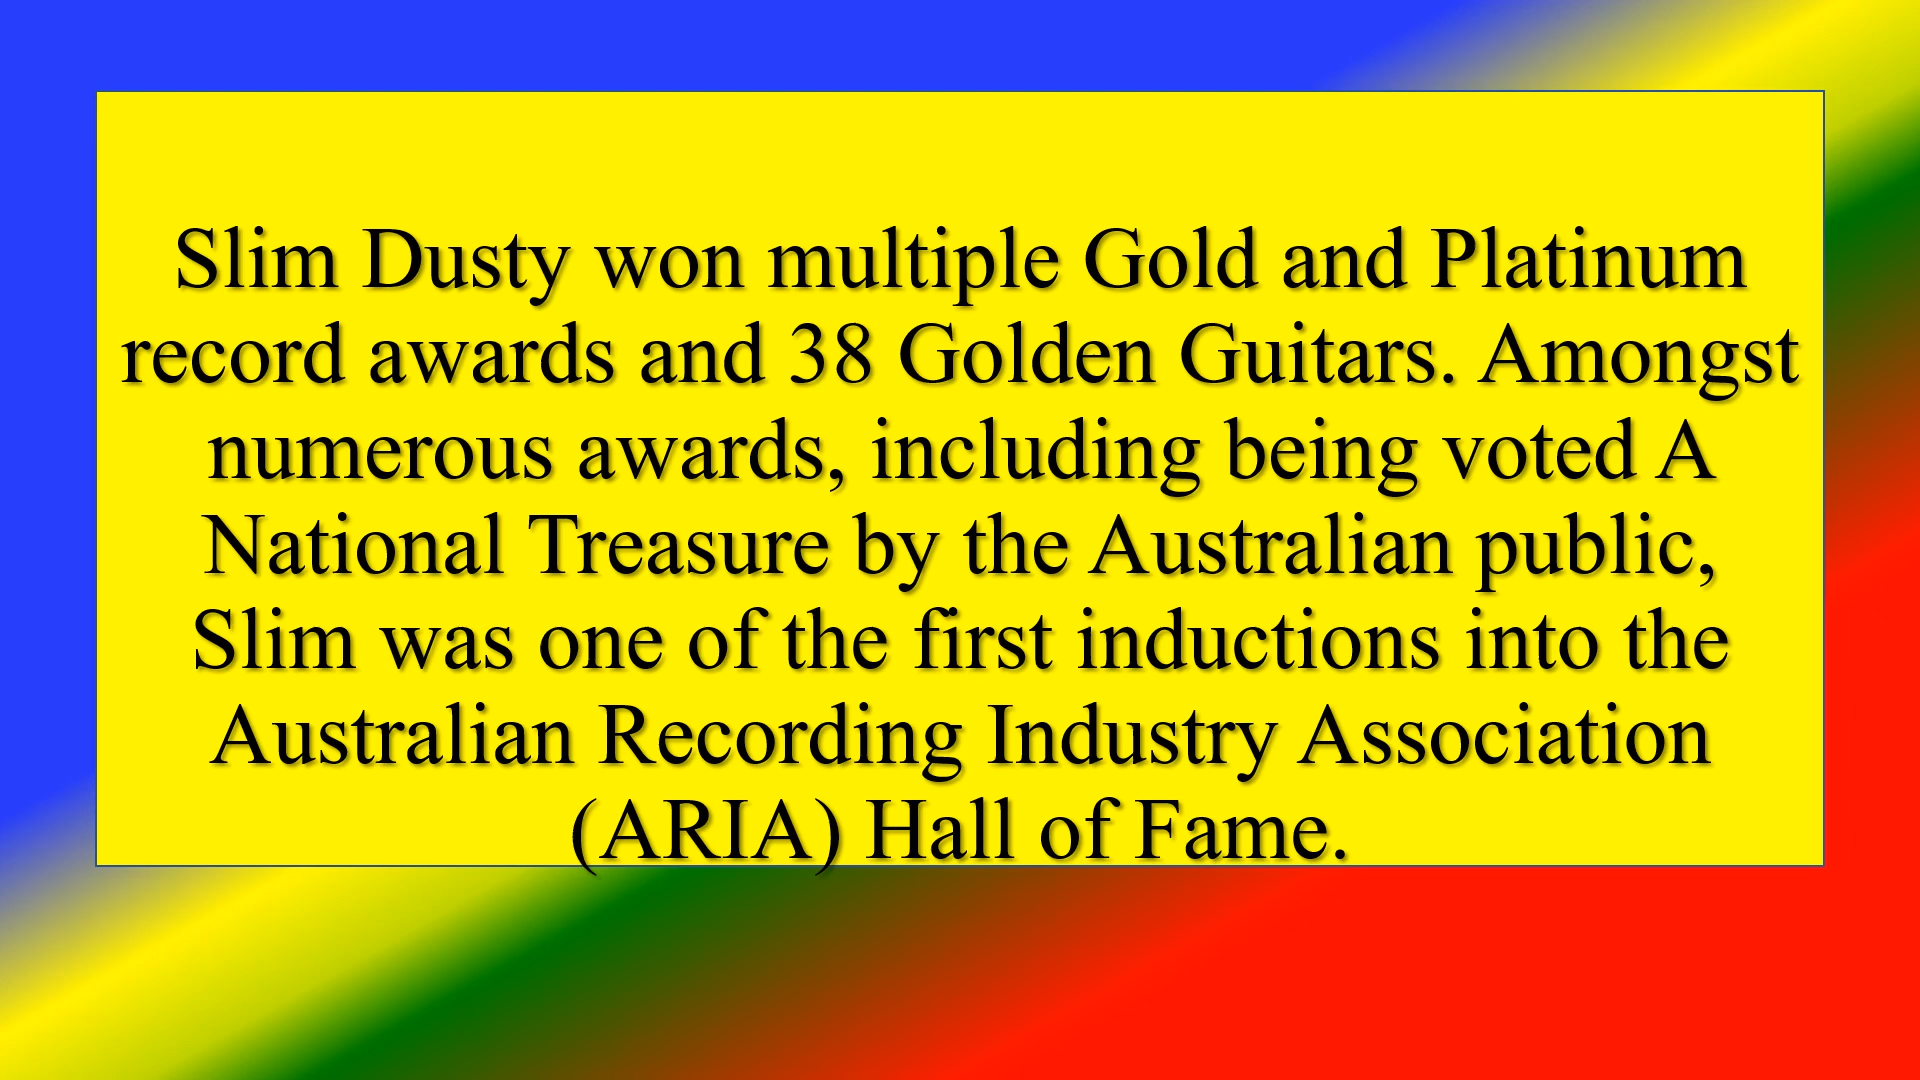 Slim Dusty won multiple Gold and Platinum
record awards and 38 Golden Guitars. Amongst
numerous awards, including being voted A
National Treasure by the Australian public,
Slim was one of the first inductions into the
Australian Recording Industry Association
(ARIA) Hall of Fame.